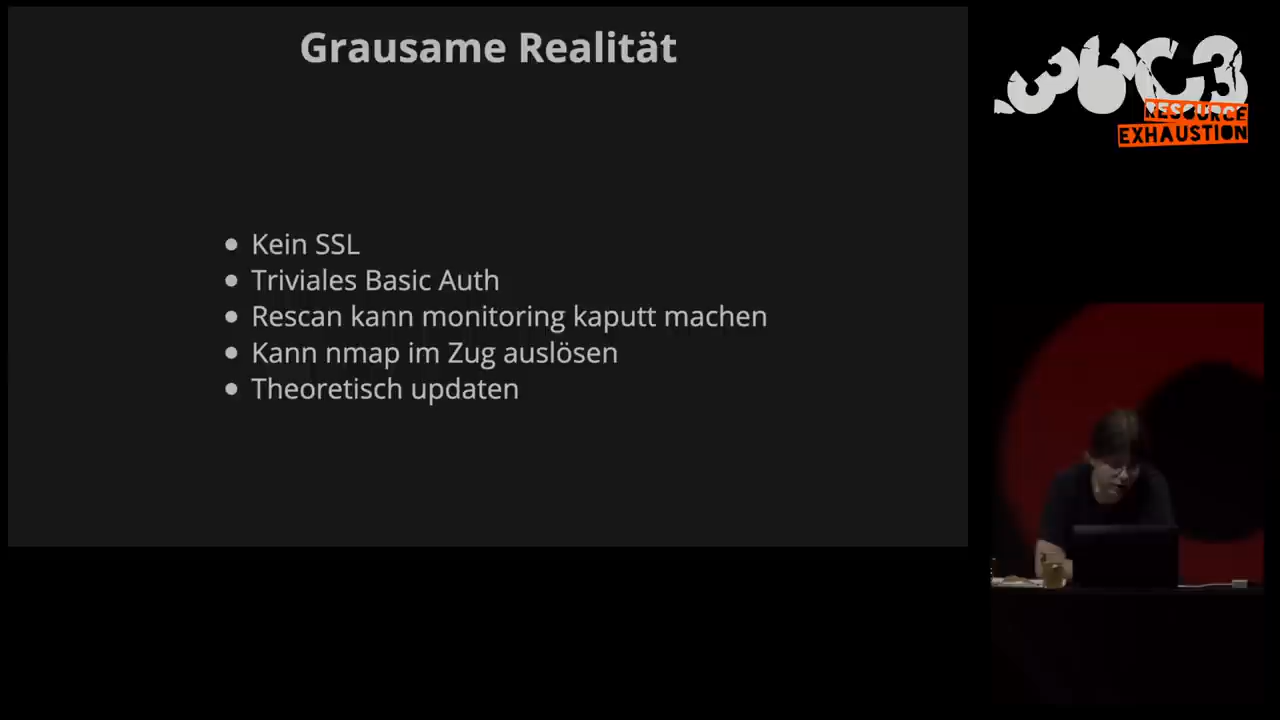 Grausame Realität
36C3
RESOURCE
EXHAUSTION
Kein SSL
Triviales Basic Auth
Rescan kann monitoring kaputt machen
Kann nmap im Zug auslösen
Theoretisch updaten